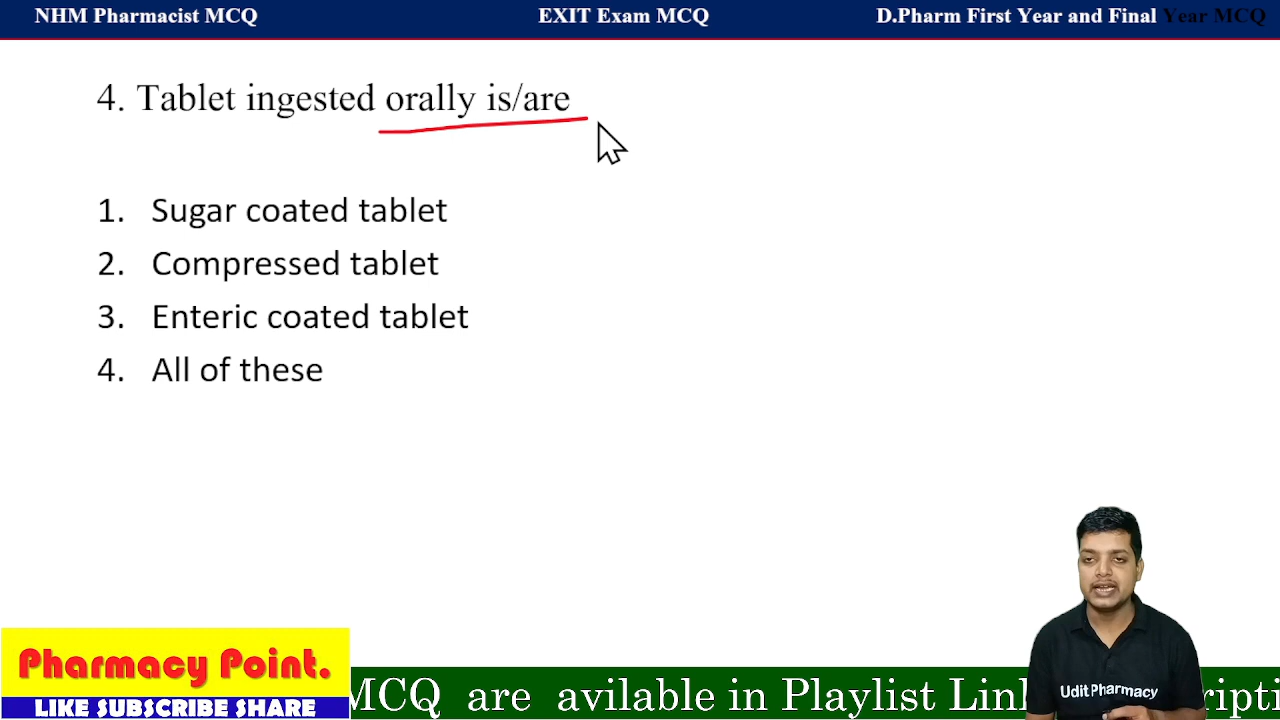 NHM Pharmacist MCQ EXIT Exam MCQ D.Pharm First Year and Final Year MCQ
4. Tablet ingested orally is/are
1. Sugar coated tablet
2. Compressed tablet
3. Enteric coated tablet
4. All of these
Pharmacy Point.
LIKE SUBSCRIBE SHARE
MCQ are avilable in Playlist
Udit Pharmacy